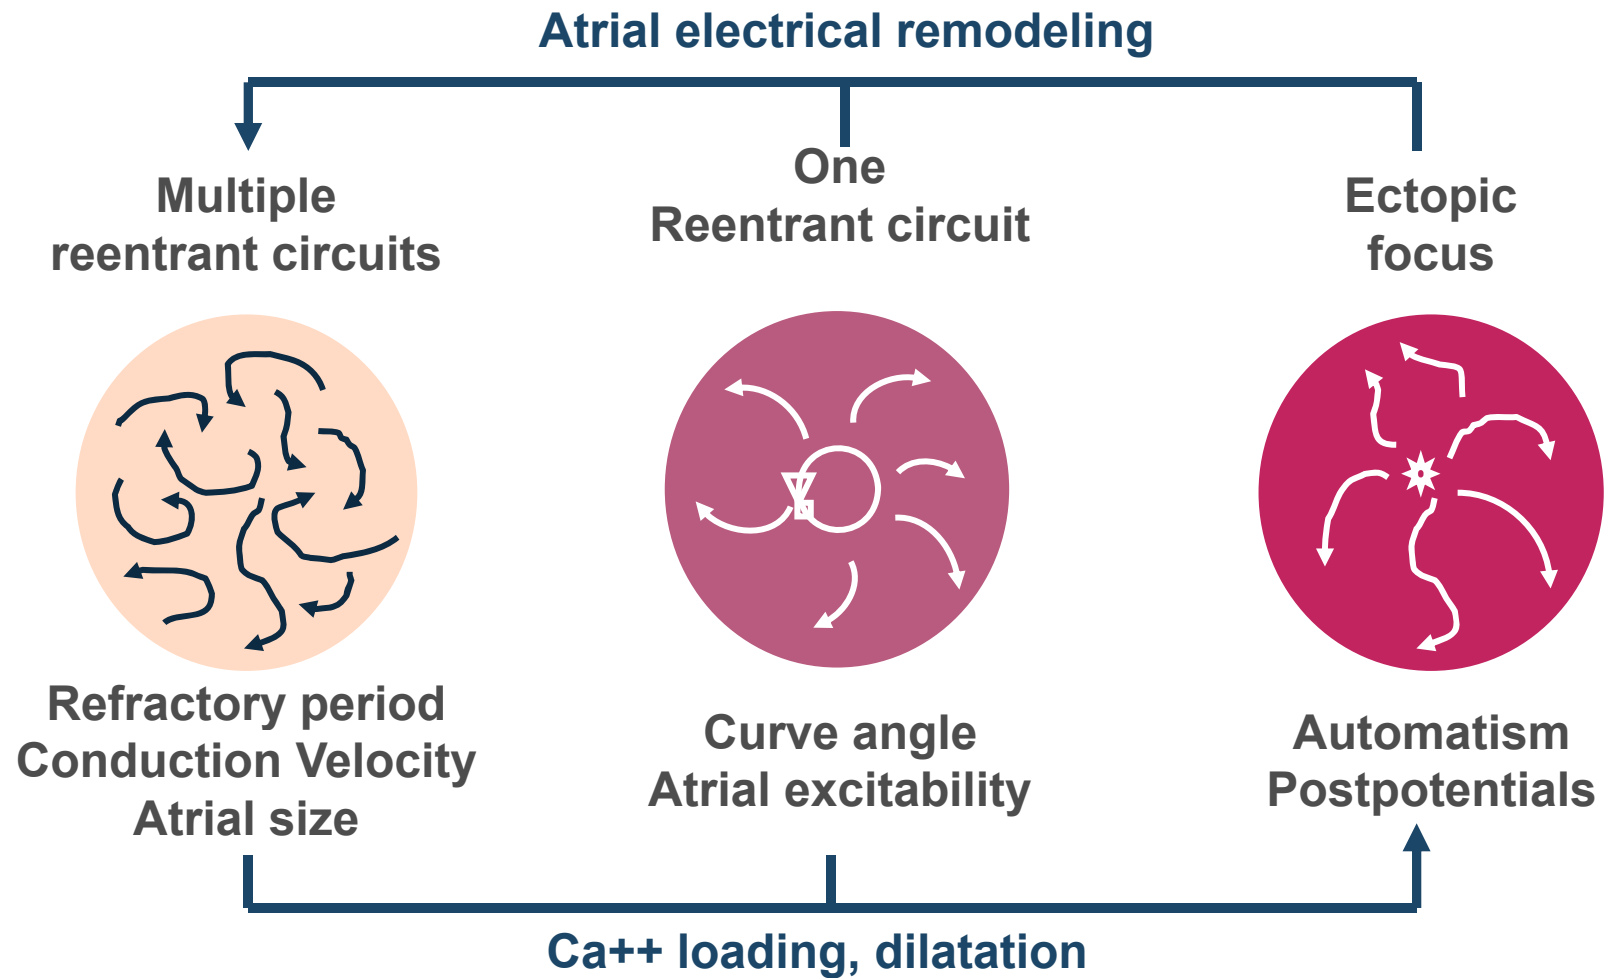 Atrial electrical remodeling
Multiple
reentrant circuits
One
Reentrant circuit
Ectopic
focus
Refractory period
Conduction Velocity
Atrial size
Curve angle
Atrial excitability
Automatism
Postpotentials
Ca++ loading, dilatation